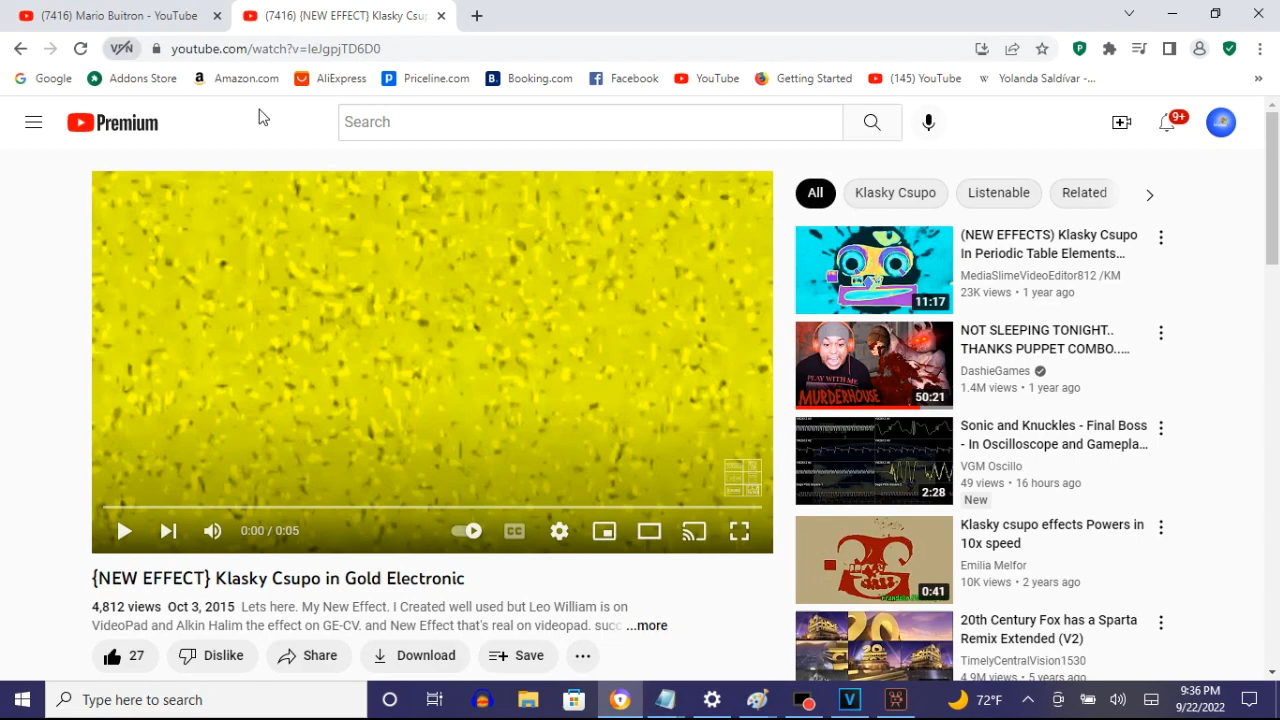 (7416) Mario Buitron - YouTube
(7416) {NEW EFFECT} Klasky Csup
VPN
youtube.com/watch?v=IeJgpjTD6D0
Google
Addons Store
Amazon.com
AliExpress
Priceline.com
Booking.com
Facebook
YouTube
Getting Started
(145) YouTube
Yolanda Saldívar -...
Premium
Search
9+
All
Klasky Csupo
Listenable
Related
(NEW EFFECTS) Klasky Csupo
In Periodic Table Elements...
MediaSlimeVideoEditor812 /KM
23K views • 1 year ago
11:17
NOT SLEEPING TONIGHT..
THANKS PUPPET COMBO.....
DashieGames
1.4M views • 1 year ago
PLAY WITH ME
MURDERHOUSE
50:21
Sonic and Knuckles - Final Boss
- In Oscilloscope and Gamepla...
VGM Oscillo
49 views • 16 hours ago
New
2:28
Klasky csupo effects Powers in
10x speed
Emilia Melfor
10K views • 2 years ago
0:41
20th Century Fox has a Sparta
Remix Extended (V2)
TimelyCentralVision1530
4.9M views • 5 years ago
0:00 / 0:05
CC
{NEW EFFECT} Klasky Csupo in Gold Electronic
4,812 views Oct 2015 Lets here. My New Effect. I Created well used but Leo William is on
VideoPad and Alkin Halim the effect on GE-CV. and New Effect that's real on videopad. succ ...more
Dislike
Share
Download
Save
Type here to search
72°F
9:36 PM
9/22/2022